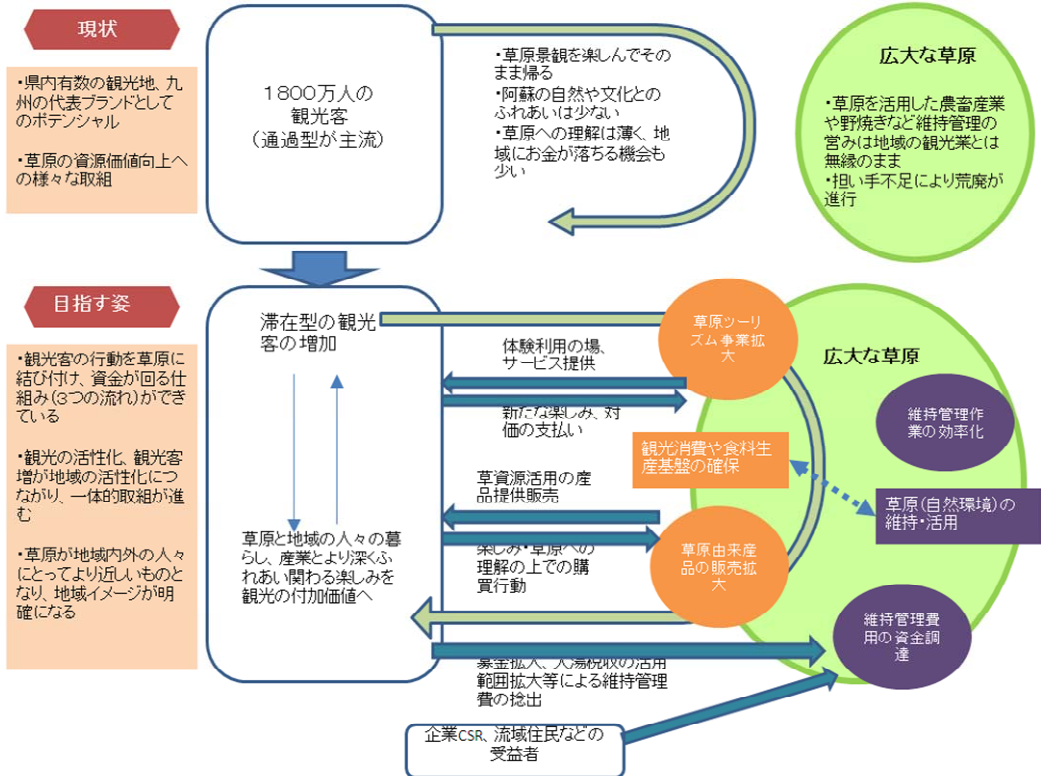 現状
・県内有数の観光地、九
州の代表ブランドとして
のポテンシャル
・草原の資源価値向上へ
の様々な取組
1800万人の
観光客
(通過型が主流)
・草原景観を楽しんでその
まま帰る
・阿蘇の自然や文化との
ふれあいは少ない
・草原への理解は薄く、地
域にお金が落ちる機会も
少い
広大な草原
・草原を活用した農畜産業
や野焼きなど維持管理の
営みは地域の観光業とは
無縁のまま
・担い手不足により荒廃が
進行
目指す姿
・観光客の行動を草原に
結び付け、資金が回る仕
組み(3つの流れ)ができ
ている
・観光の活性化、観光客
増が地域の活性化につ
ながり、一体的取組が進
む
・草原が地域内外の人々
にとってより近しいものと
なり、地域イメージが明
確になる
滞在型の観光
客の増加
草原と地域の人々の暮
らし、産業とより深くふ
れあい関わる楽しみを
観光の付加価値へ
体験利用の場、
サービス提供
新たな楽しみ、対
価の支払い
草資源活用の産
品提供販売
楽しみ・草原への
理解の上での購
買行動
募金拡大、入湯税収の活用
範囲拡大等による維持管理
費の捻出
企業CSR、流域住民などの
受益者
草原ツーリ
ズム事業拡
大
観光消費や食料生
産基盤の確保
草原由来産
品の販売拡
大
広大な草原
維持管理作
業の効率化
草原(自然環境)の
維持・活用
維持管理費
用の資金調
達